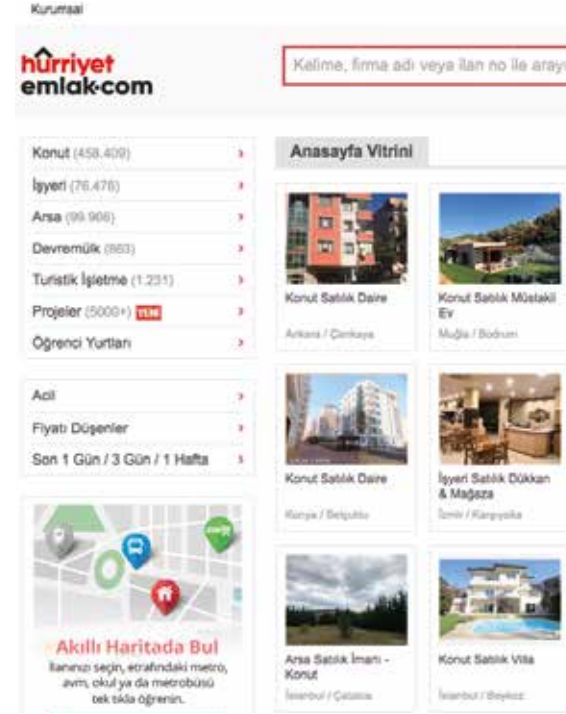 Kurumsal
hûrriyet
emlak.com
Kelime, firma adı veya ilan no ile
Konut (458.409)
İşyeri (76.476)
Arsa (99.906)
Devremülk (863)
Turistik İşletme (1.231)
Projeler (5000+) YENİ
Öğrenci Yurtları
Acil
Fiyatı Düşenler
Son 1 Gün / 3 Gün / 1 Hafta
Akıllı Haritada Bul
İlanınızı seçin, etrafındaki metro,
avm, okul ya da metrobüsü
tek tıkla öğrenin.
Anasayfa Vitrini
Konut Satılık Daire
Ankara / Çankaya
Konut Satılık Müstakil
Ev
Muğla / Bodrum
Konut Satılık Daire
Konya /
İşyeri Satılık Dükkan
& Mağaza
İzmir / Karşıyaka
Arsa Satılık İmarlı -
Konut
İstanbul / Çatalca
Konut Satılık Villa
İstanbul / Beykoz